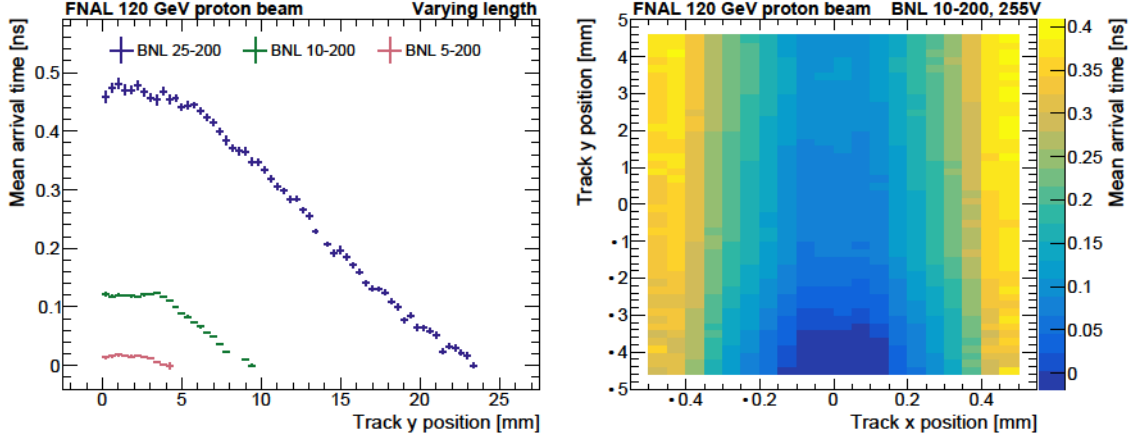 FNAL 120 GeV proton beam Varying length
BNL 25-200 BNL 10-200 BNL 5-200
Mean arrival time [ns]
0.5
0.4
0.3
0.2
0.1
0
0 5 10 15 20 25
Track y position [mm]
FNAL 120 GeV proton beam BNL 10-200, 255V
Track y position [mm]
5
4
3
2
1
0
-1
-2
-3
-4
-5
-0.4 -0.2 0 0.2 0.4
Track x position [mm]
0.4
0.35
0.3
0.25
0.2
0.15
0.1
0.05
0
Mean arrival time [ns]